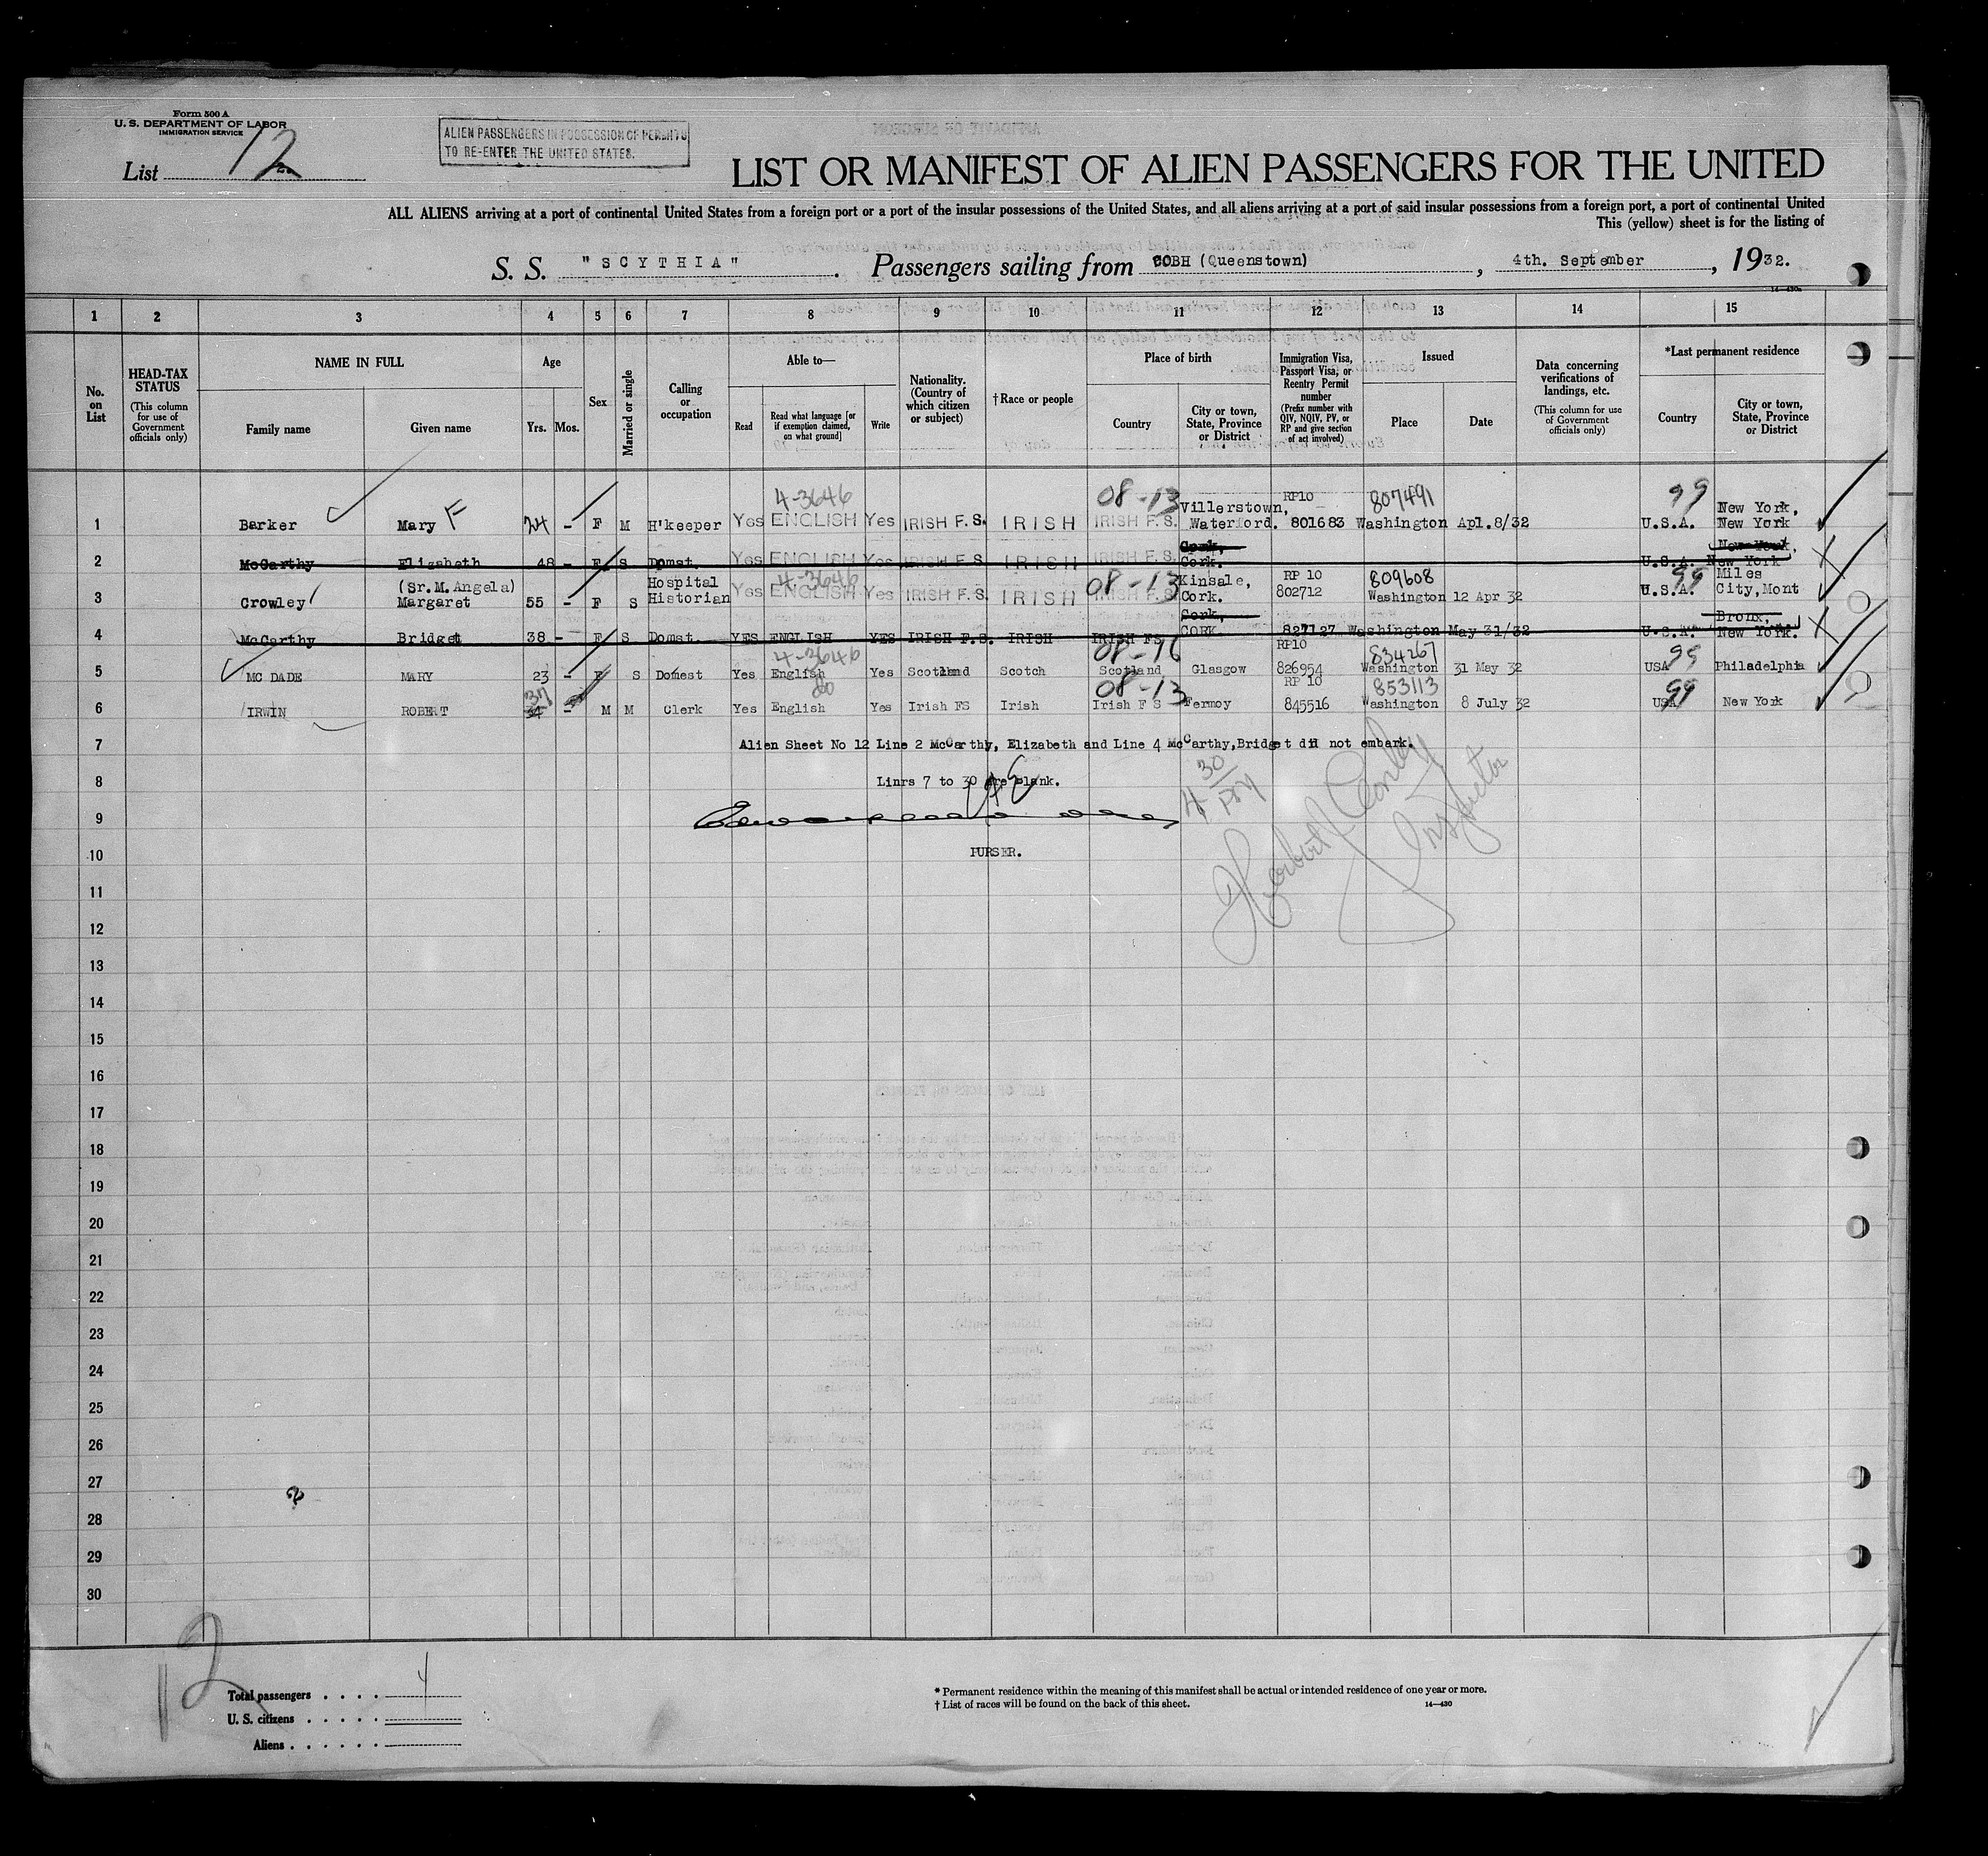 Form 500 A
U. S. DEPARTMENT OF LABOR
IMMIGRATION SERVICE
List 12
ALIEN PASSENGERS IN POSSESSION OF PERMITS
TO RE-ENTER THE UNITED STATES.
LIST OR MANIFEST OF ALIEN PASSENGERS FOR THE UNITED
ALL ALIENS arriving at a port of continental United States from a foreign port or a port of the insular possessions of the United States, and all aliens arriving at a port of said insular possessions from a foreign port, a port of continental United
This (yellow) sheet is for the listing of
S. S. "SCYTHIA". Passengers sailing from COBH (Queenstown), 4th. September, 1932.
14-430a
1 2 3 4 5 6 7 8 9 10 11 12 13 14 15
No. on List
HEAD-TAX STATUS (This column for use of Government officials only)
NAME IN FULL
Family name Given name
Age
Yrs. Mos.
Sex
Married or single
Calling or occupation
Able to—
Read Read what language [or if exemption claimed, on what ground] Write
Nationality. (Country of which citizen or subject)
†Race or people
Place of birth
Country City or town, State, Province or District
Immigration Visa, Passport Visa, or Reentry Permit number (Prefix number with QIV, NQIV, PV, or RP and give section of act involved)
Issued
Place Date
Data concerning verifications of landings, etc. (This column for use of Government officials only)
*Last permanent residence
Country City or town, State, Province or District
4-3646 08-13 Villerstown, RP10 807491 99 New York,
1 Barker Mary F - F M H'keeper Yes ENGLISH Yes IRISH F.S. IRISH IRISH F.S. Waterford. 801683 Washington Apl.8/32 U.S.A. New York
Cork, New York,
2 McCarthy Elizabeth 48 - F S Domst. Yes ENGLISH Yes IRISH F.S IRISH IRISH F.S. Cork. U.S.A. New York
(Sr.M.Angela) Hospital 4-3646 08-13 Kinsale, RP 10 809608 99 Miles
3 Crowley Margaret 55 - F S Historian Yes ENGLISH Yes IRISH F.S. IRISH IRISH F.S. Cork. 802712 Washington 12 Apr 32 U.S.A. City,Mont
Cork, Bronx,
4 McCarthy Bridget 38 - F S Domst. YES ENGLISH YES IRISH F.S. IRISH IRISH FS CORK 827127 Washington May 31/32 U.S.A. New York.
4-3646 08-96 RP10 834267 99
5 MC DADE MARY 23 - F S Domest Yes English Yes Scotland Scotch Scotland Glasgow 826954 Washington 31 May 32 USA Philadelphia
37 do 08-13 RP 10 853113 99
6 IRWIN ROBERT 34 - M M Clerk Yes English Yes Irish FS Irish Irish F S Fermoy 845516 Washington 8 July 32 USA New York
7 Alien Sheet No 12 Line 2 McCarthy, Elizabeth and Line 4 McCarthy,Bridget did not embark.
8 Linrs 7 to 30 are blank.
9
10 PURSER.
Inspector
11
12
13
14
15
16
17
18
19
20
21
22
23
24
25
26
27
28
29
30
12
Total passengers . . . . 4
U. S. citizens . . . . .
Aliens . . . . . .
* Permanent residence within the meaning of this manifest shall be actual or intended residence of one year or more.
† List of races will be found on the back of this sheet.
14—430